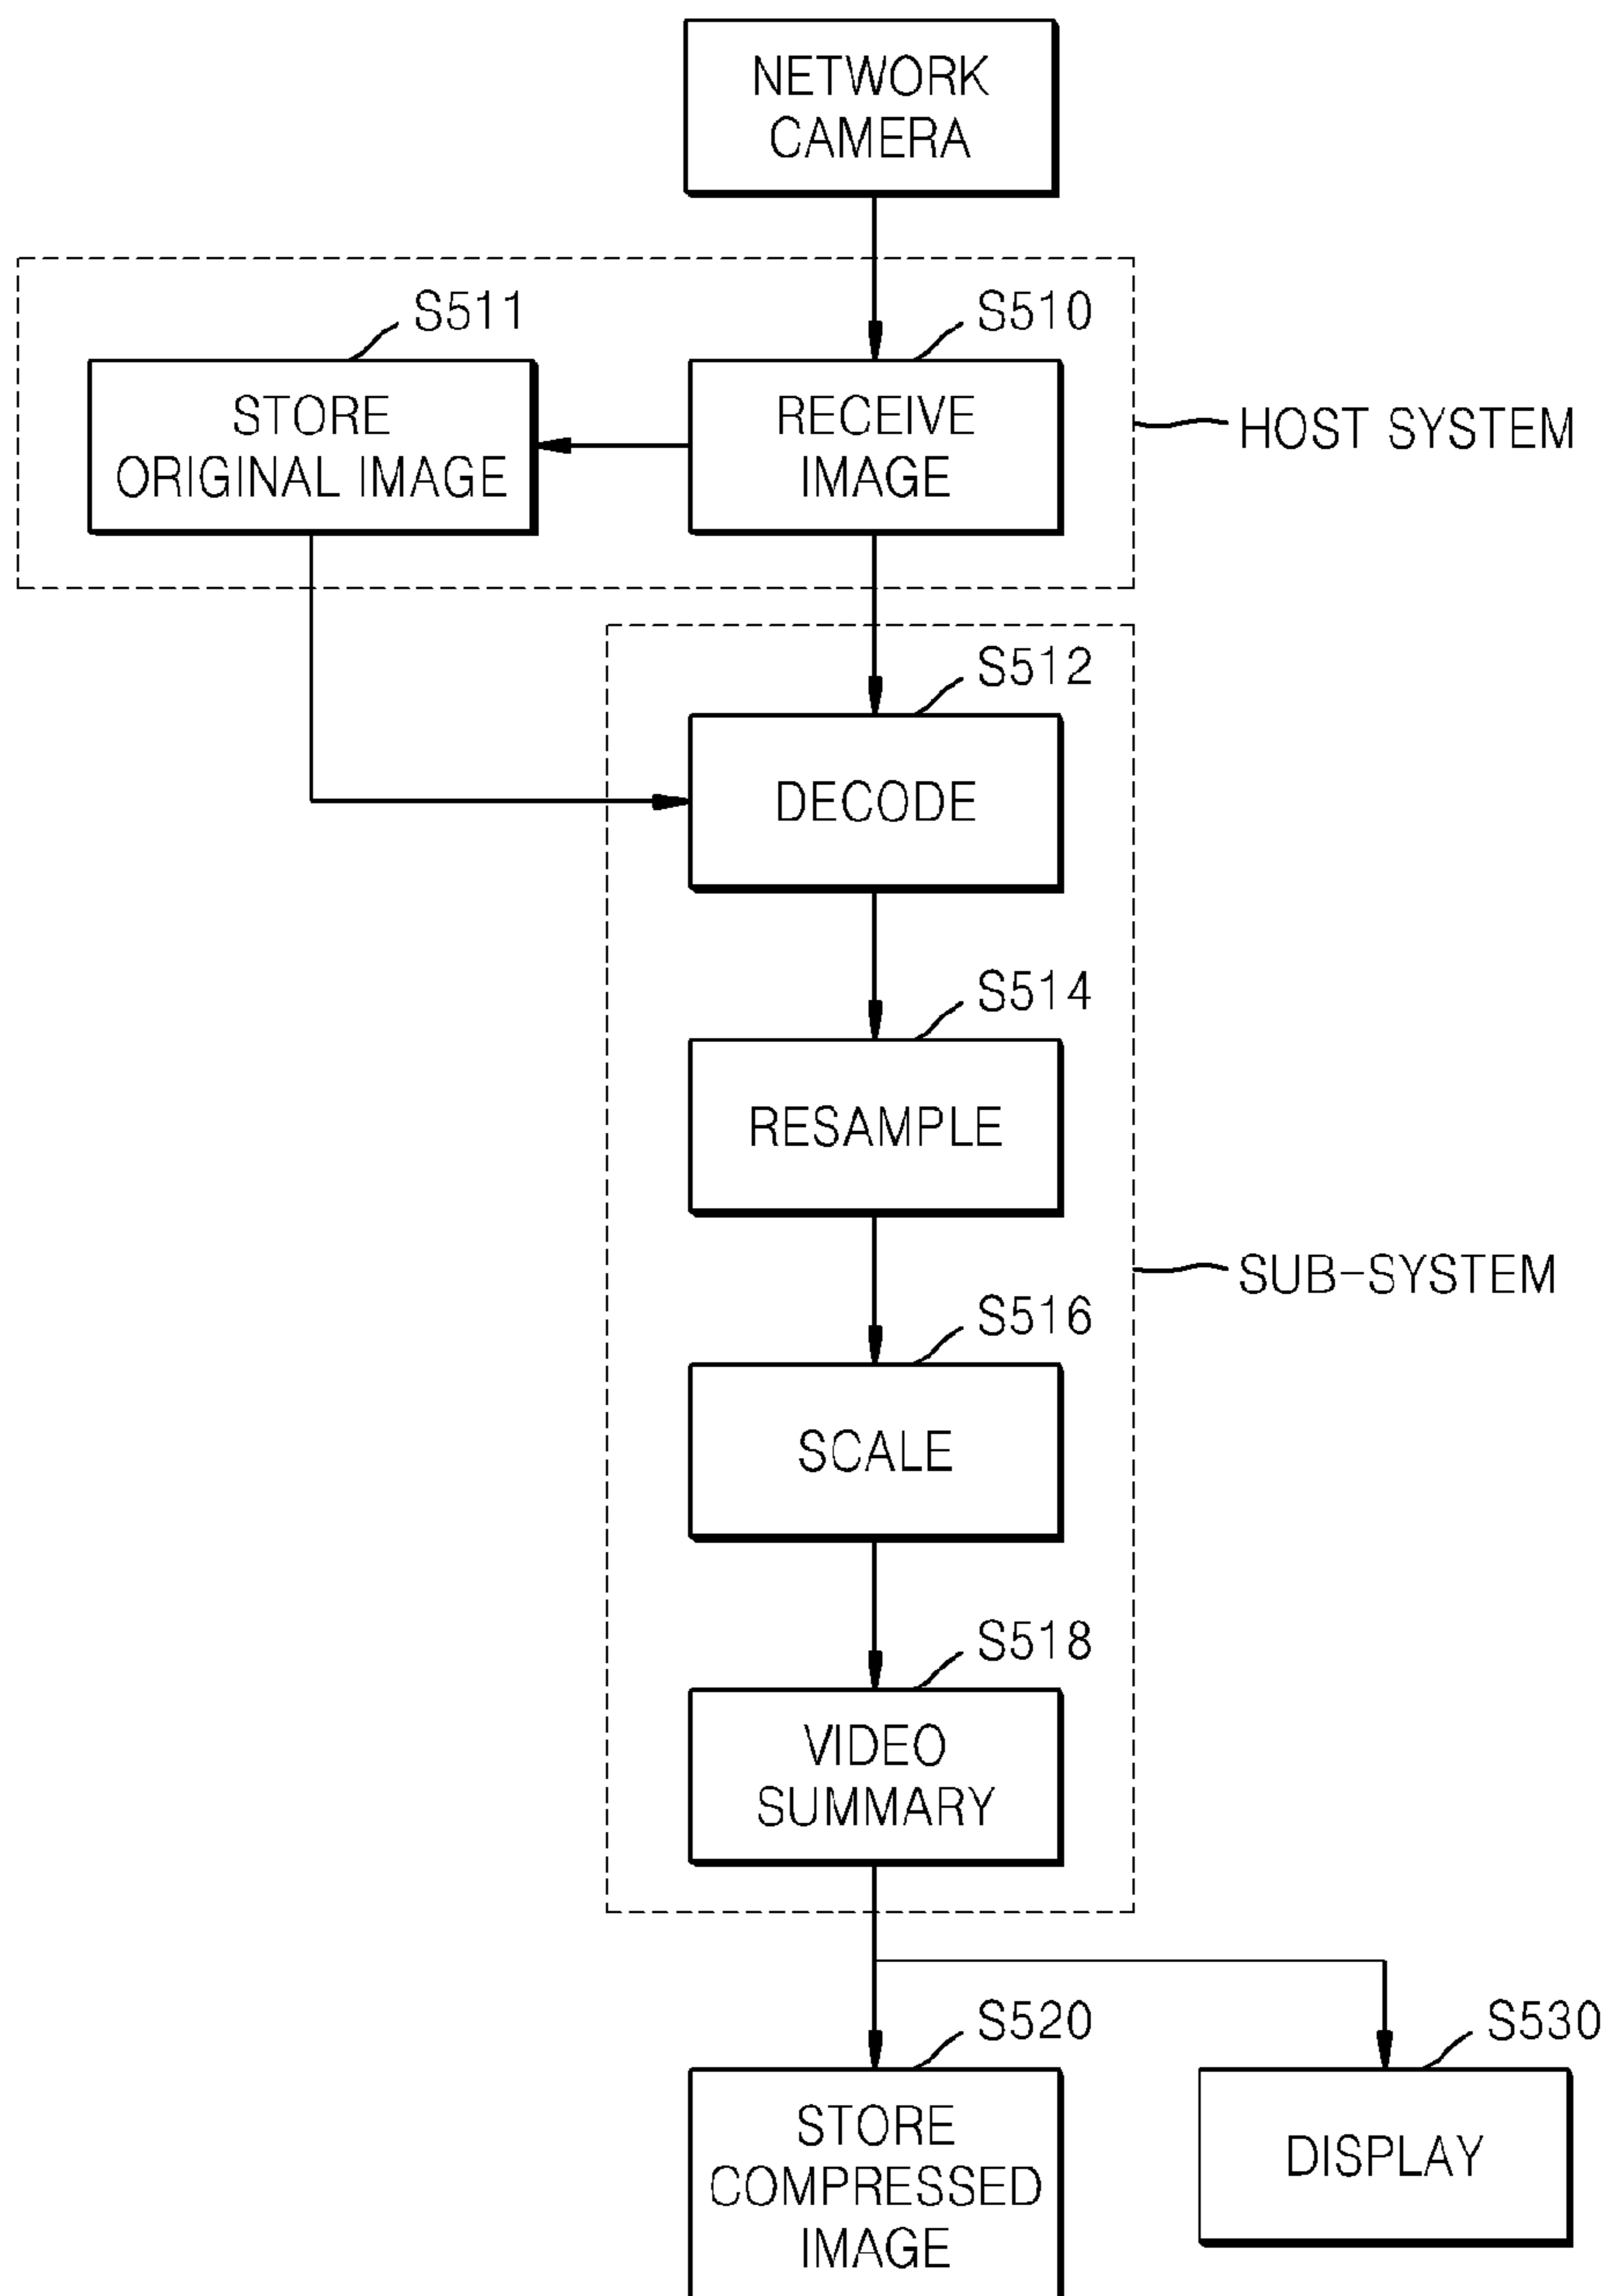 NETWORK
CAMERA
S511
S510
STORE
ORIGINAL IMAGE
RECEIVE
IMAGE
HOST SYSTEM
S512
DECODE
S514
RESAMPLE
SUB-SYSTEM
S516
SCALE
S518
VIDEO
SUMMARY
S520
S530
STORE
COMPRESSED
IMAGE
DISPLAY